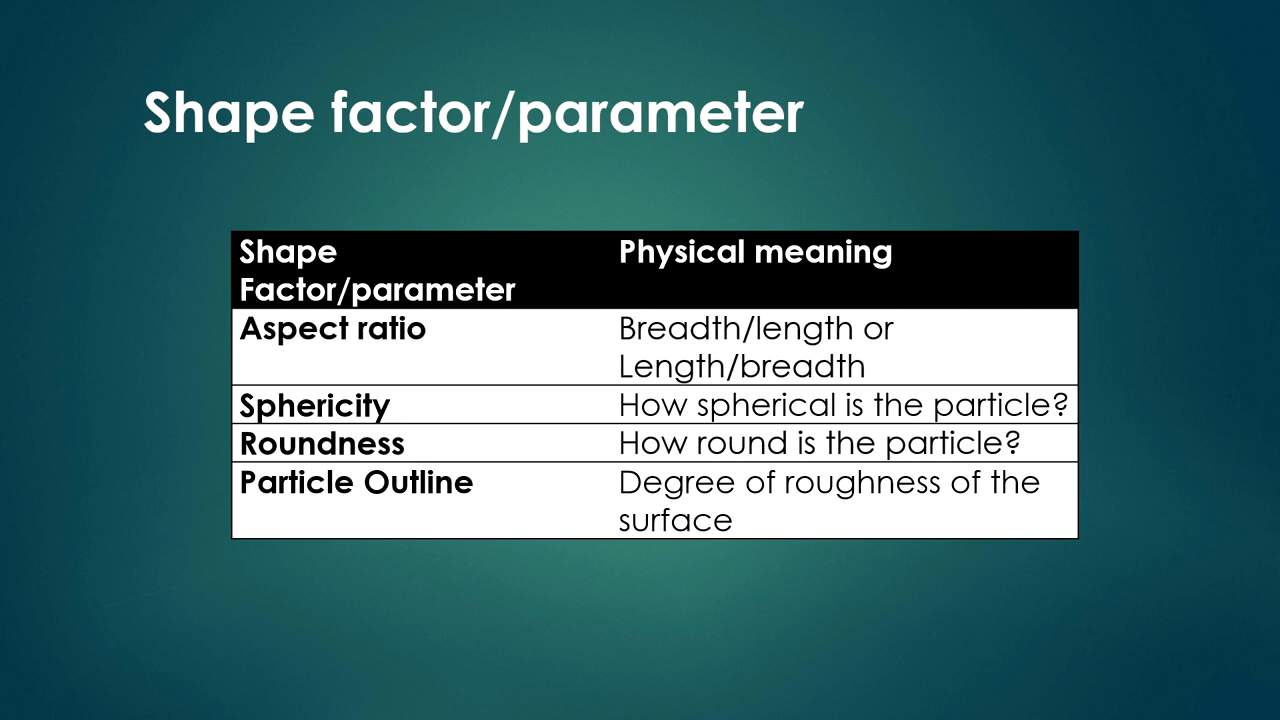 Shape factor/parameter
Shape
Factor/parameter
Physical meaning
Aspect ratio
Breadth/length or
Length/breadth
Sphericity
How spherical is the particle?
Roundness
How round is the particle?
Particle Outline
Degree of roughness of the
surface